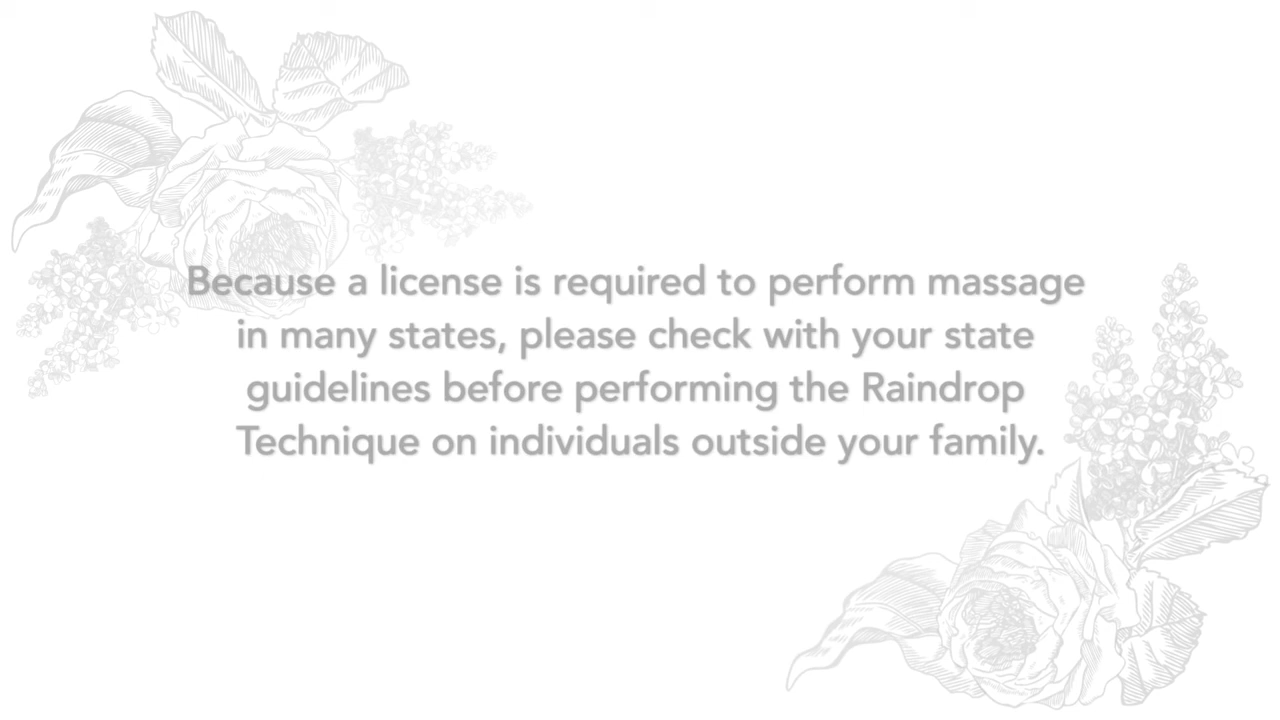 Because a license is required to perform massage
in many states, please check with your state
guidelines before performing the Raindrop
Technique on individuals outside your family.